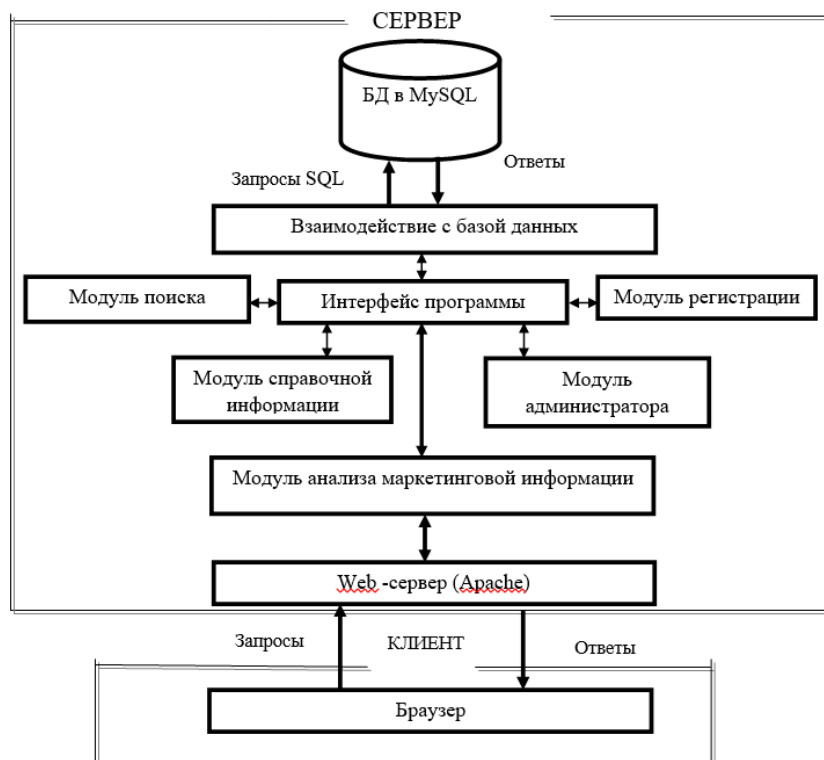 СЕРВЕР
БД в MySQL
Запросы SQL
Ответы
Взаимодействие с базой данных
Модуль поиска
Интерфейс программы
Модуль регистрации
Модуль справочной
информации
Модуль
администратора
Модуль анализа маркетинговой информации
Web -сервер (Apache)
Запросы
КЛИЕНТ
Ответы
Браузер